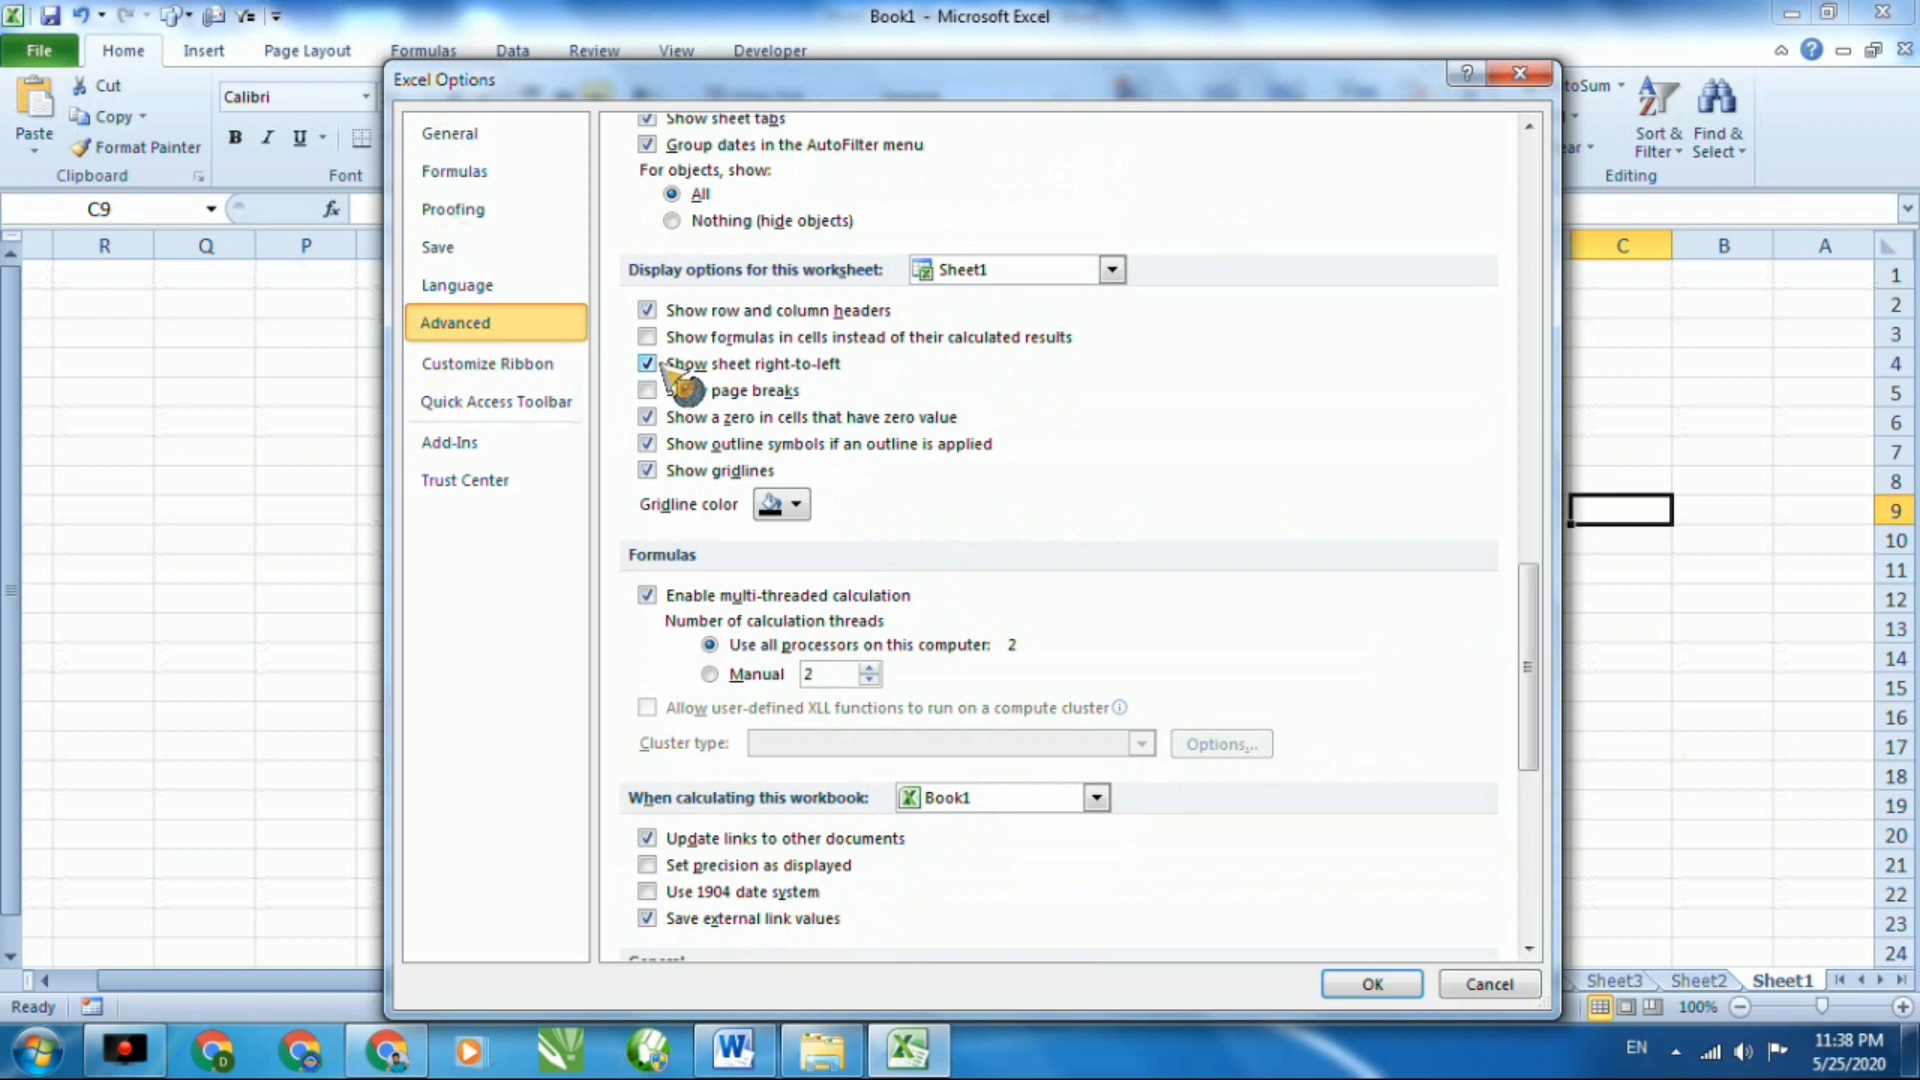 Book1 - Microsoft Excel
File Home Insert Page Layout Formulas Data Review View Developer
Cut
Copy
Format Painter
Paste
Clipboard
Calibri
B I U
Font
toSum
Sort & Filter
Find & Select
Editing
C9
fx
R Q P
C B A
1
2
3
4
5
6
7
8
9
10
11
12
13
14
15
16
17
18
19
20
21
22
23
24
Excel Options
General
Formulas
Proofing
Save
Language
Advanced
Customize Ribbon
Quick Access Toolbar
Add-Ins
Trust Center
Show sheet tabs
Group dates in the AutoFilter menu
For objects, show:
All
Nothing (hide objects)
Display options for this worksheet: Sheet1
Show row and column headers
Show formulas in cells instead of their calculated results
Show sheet right-to-left
page breaks
Show a zero in cells that have zero value
Show outline symbols if an outline is applied
Show gridlines
Gridline color
Formulas
Enable multi-threaded calculation
Number of calculation threads
Use all processors on this computer: 2
Manual 2
Allow user-defined XLL functions to run on a compute cluster
Cluster type: Options...
When calculating this workbook: Book1
Update links to other documents
Set precision as displayed
Use 1904 date system
Save external link values
OK Cancel
Sheet3 Sheet2 Sheet1
Ready
100%
EN
11:38 PM
5/25/2020